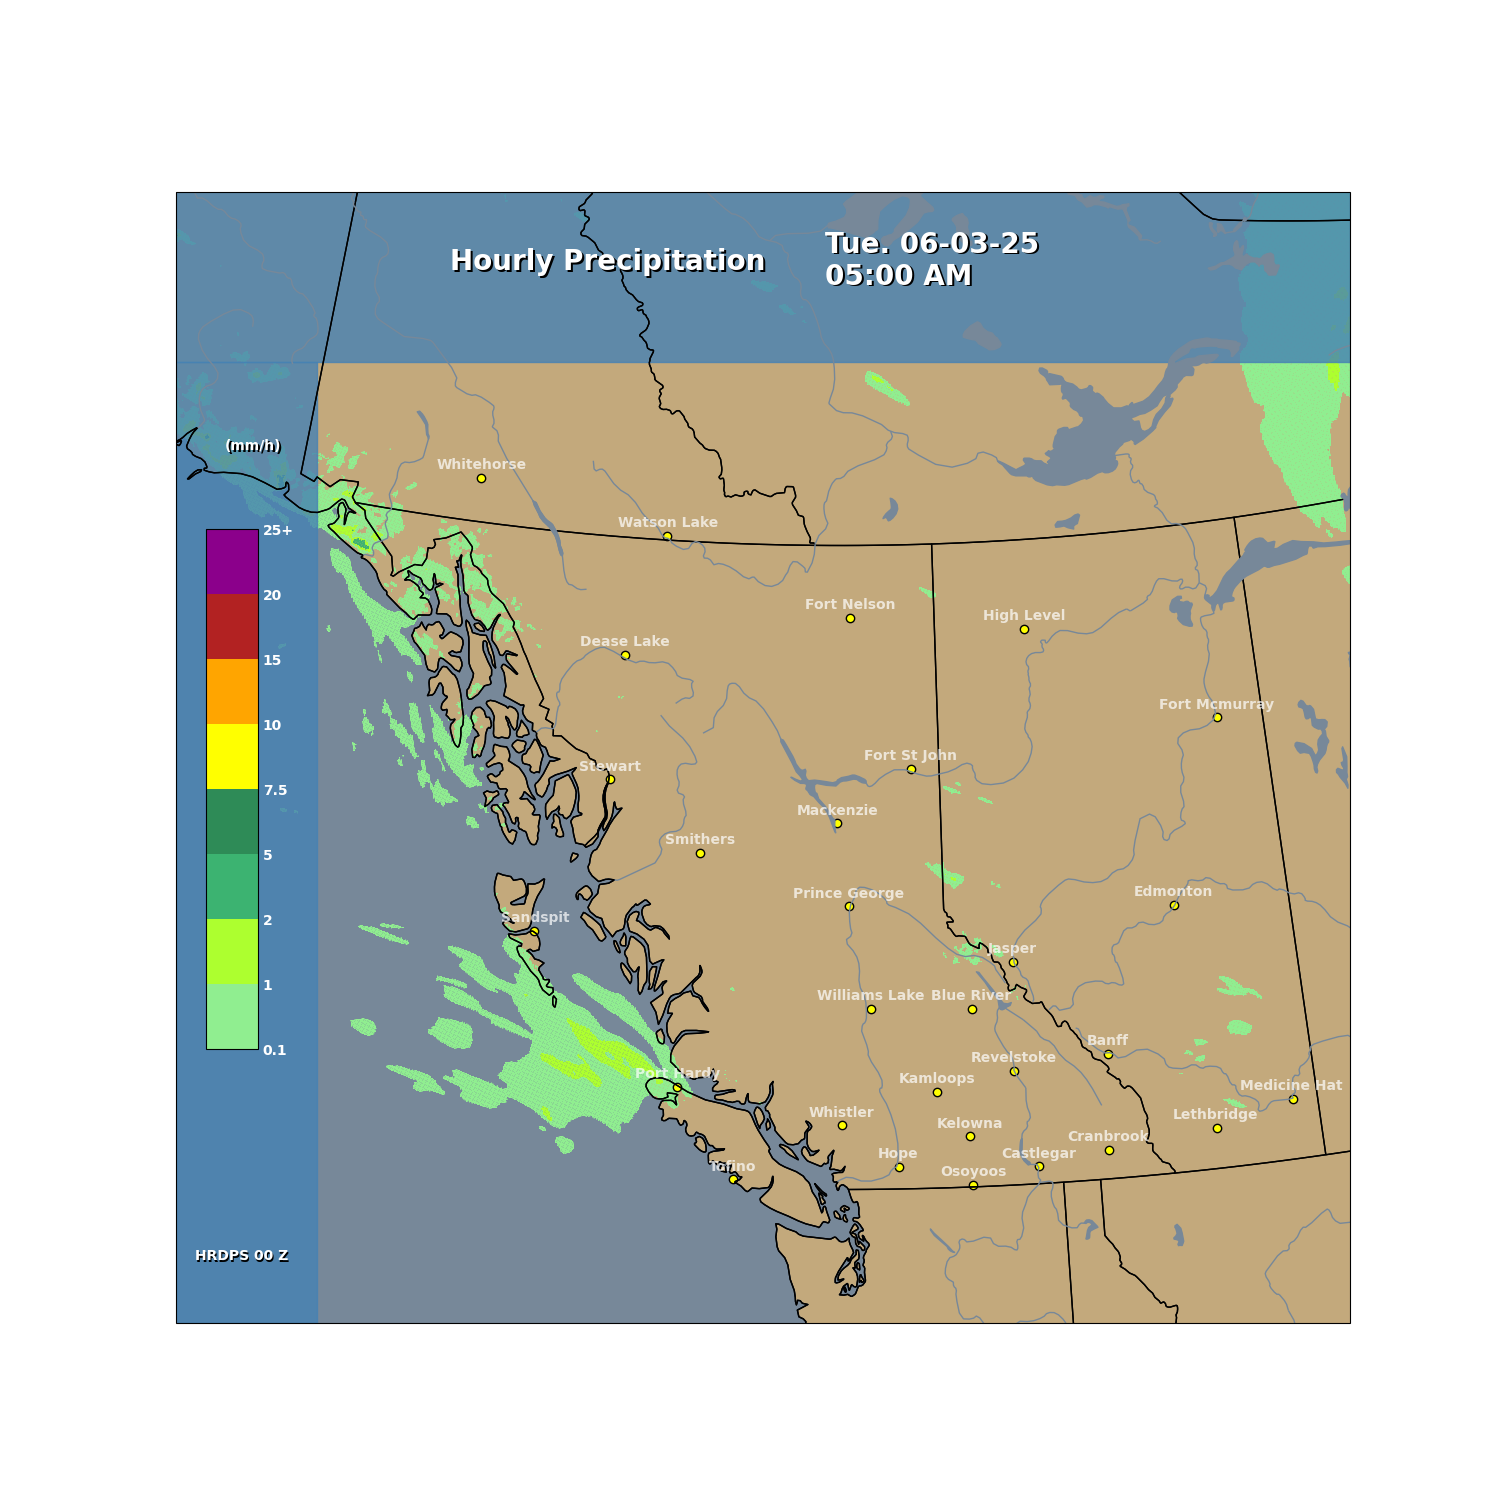 Hourly Precipitation
Tue. 06-03-25
05:00 AM
(mm/h)
25+
20
15
10
7.5
5
2
1
0.1
HRDPS 00 Z
Whitehorse
Watson Lake
Fort Nelson
High Level
Dease Lake
Fort Mcmurray
Fort St John
Stewart
Mackenzie
Smithers
Prince George
Edmonton
Sandspit
Jasper
Williams Lake
Blue River
Banff
Revelstoke
Port Hardy
Kamloops
Medicine Hat
Whistler
Lethbridge
Kelowna
Cranbrook
Hope
Castlegar
Tofino
Osoyoos